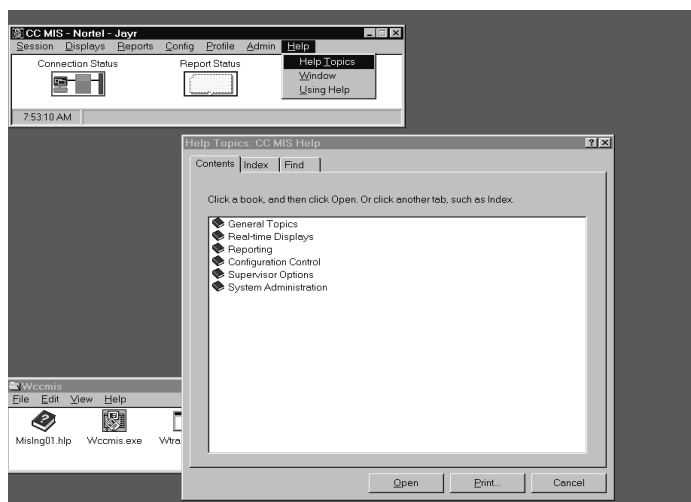 CC MIS - Nortel - Jayr
Session Displays Reports Config Profile Admin Help
Connection Status Report Status
Help Topics
Window
Using Help
7:53:10 AM
Help Topics: CC MIS Help
Contents Index Find
Click a book, and then click Open. Or click another tab, such as Index.
General Topics
Real-time Displays
Reporting
Configuration Control
Supervisor Options
System Administration
Wccmis
File Edit View Help
Mislng01.hlp Wccmis.exe Wtra
Open Print... Cancel